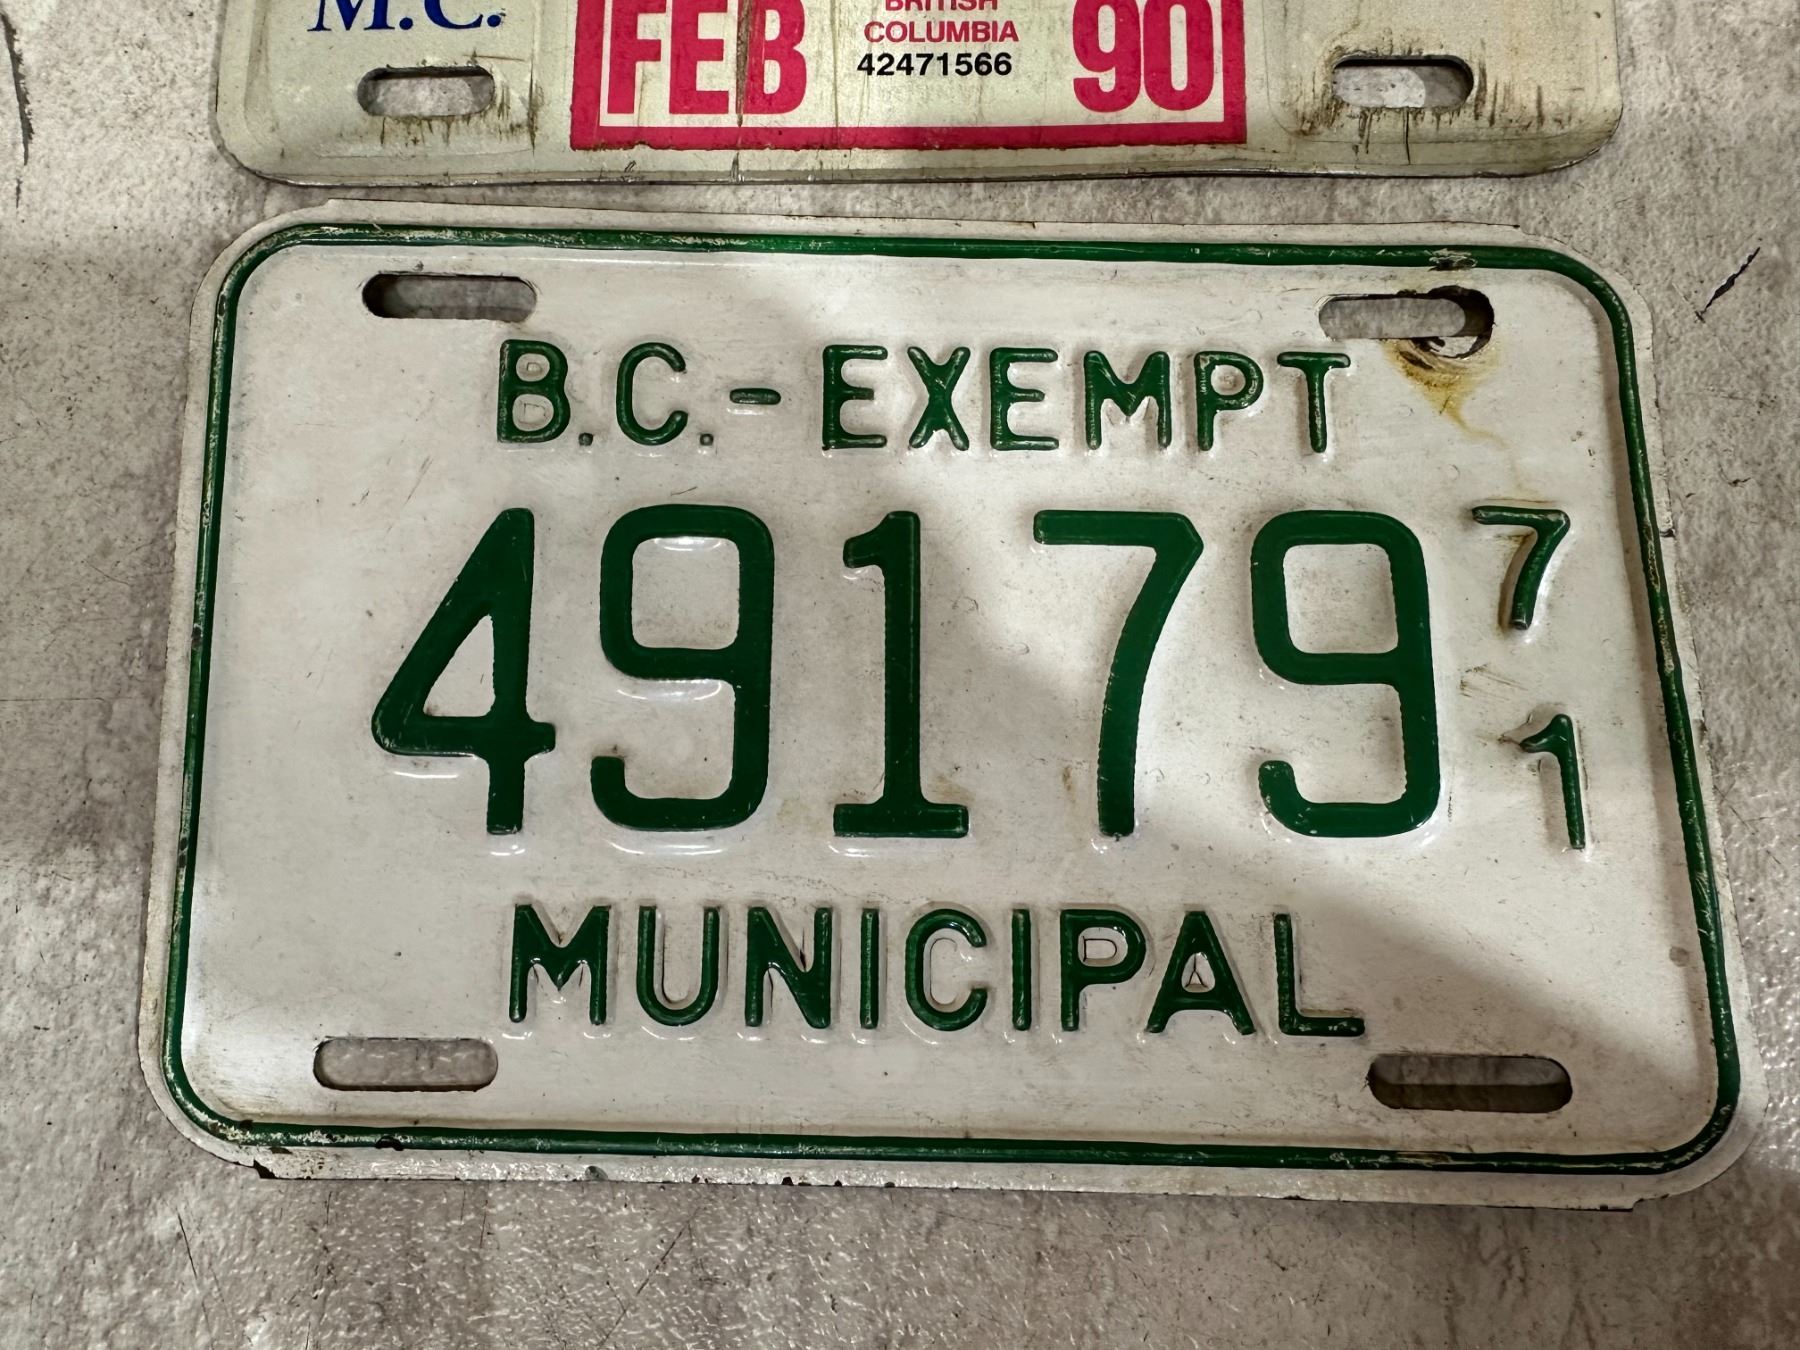 M.C.
FEB BRITISH 90
COLUMBIA
42471566
B.C.-EXEMPT
49179 71
MUNICIPAL